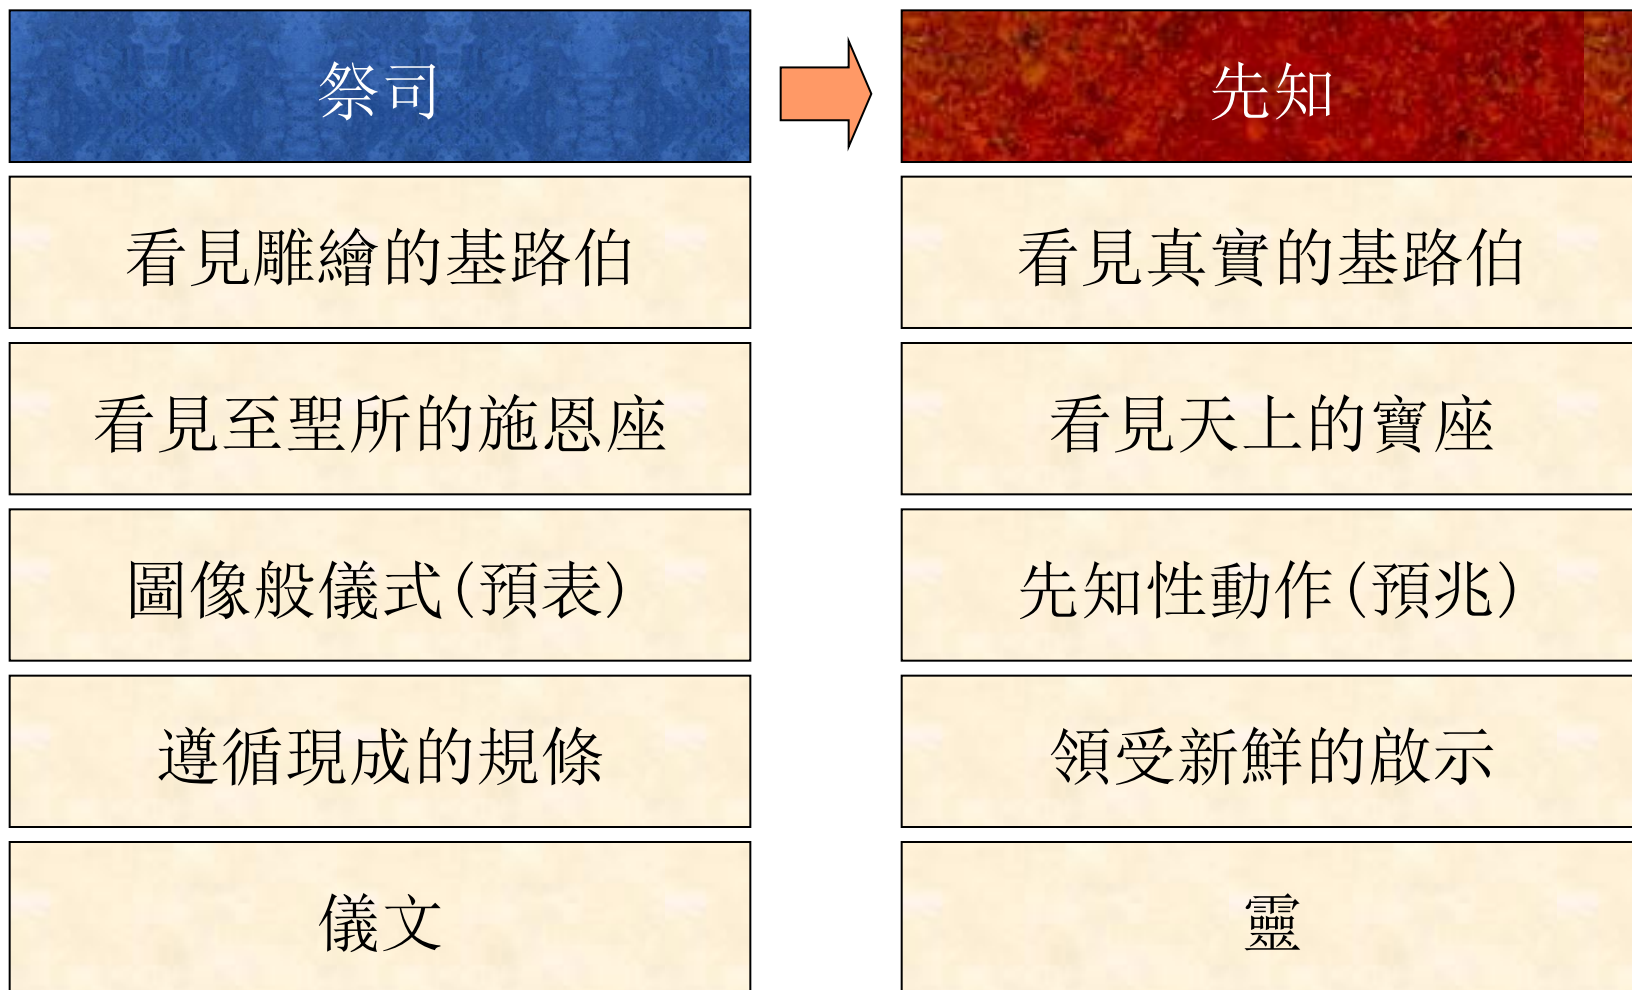 祭司
先知
看見雕繪的基路伯
看見真實的基路伯
看見至聖所的施恩座
看見天上的寶座
圖像般儀式(預表)
先知性動作(預兆)
遵循現成的規條
領受新鮮的啟示
儀文
靈